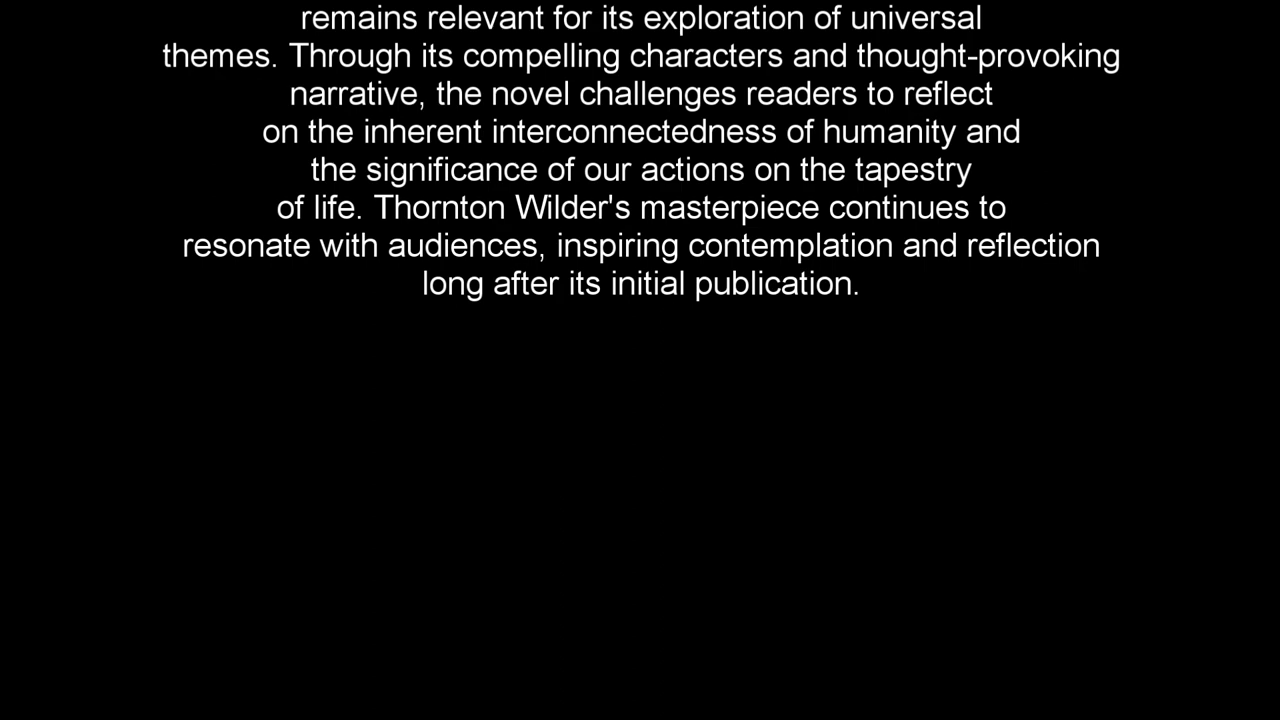 remains relevant for its exploration of universal
themes. Through its compelling characters and thought-provoking
narrative, the novel challenges readers to reflect
on the inherent interconnectedness of humanity and
the significance of our actions on the tapestry
of life. Thornton Wilder's masterpiece continues to
resonate with audiences, inspiring contemplation and reflection
long after its initial publication.